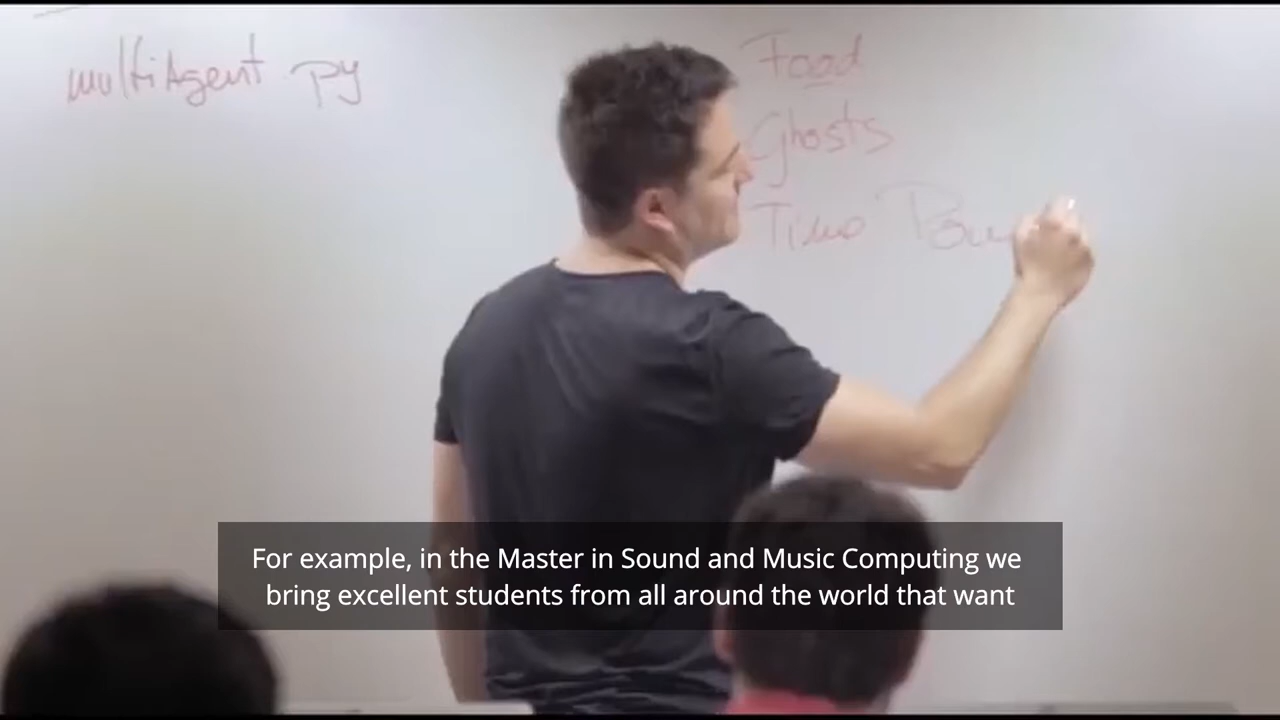 multiAgent py
Food
Ghosts
Time
For example, in the Master in Sound and Music Computing we
bring excellent students from all around the world that want